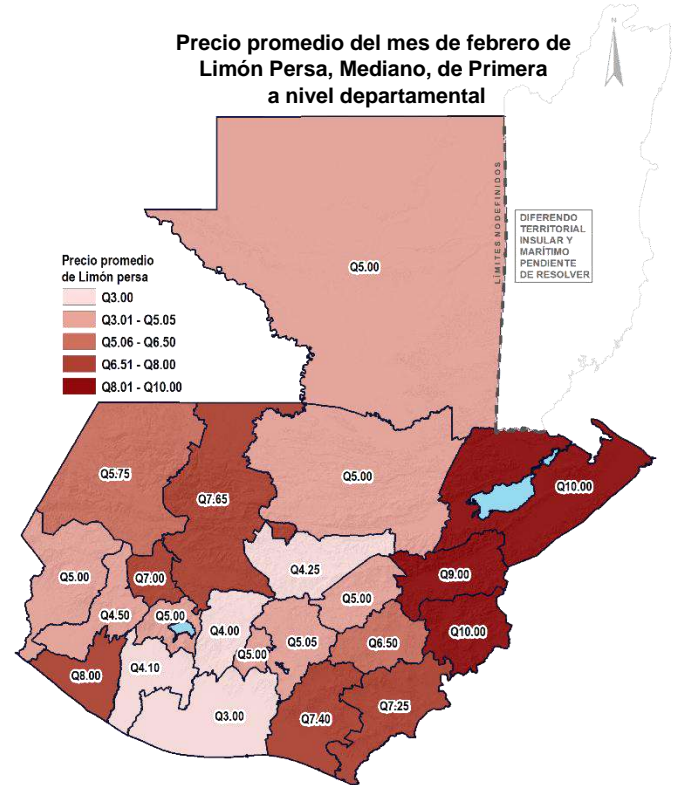 Precio promedio del mes de febrero de
Limón Persa, Mediano, de Primera
a nivel departamental
N
LÍMITES NO DEFINIDOS
DIFERENDO
TERRITORIAL
INSULAR Y
MARÍTIMO
PENDIENTE
DE RESOLVER
Precio promedio
de Limón persa
Q3.00
Q3.01 - Q5.05
Q5.06 - Q6.50
Q6.51 - Q8.00
Q8.01 - Q10.00
Q5.00
Q5.75
Q7.65
Q5.00
Q10.00
Q5.00
Q7.00
Q4.25
Q9.00
Q4.50
Q5.00
Q4.00
Q5.00
Q5.00
Q5.05
Q6.50
Q10.00
Q8.00
Q4.10
Q3.00
Q7.40
Q7.25